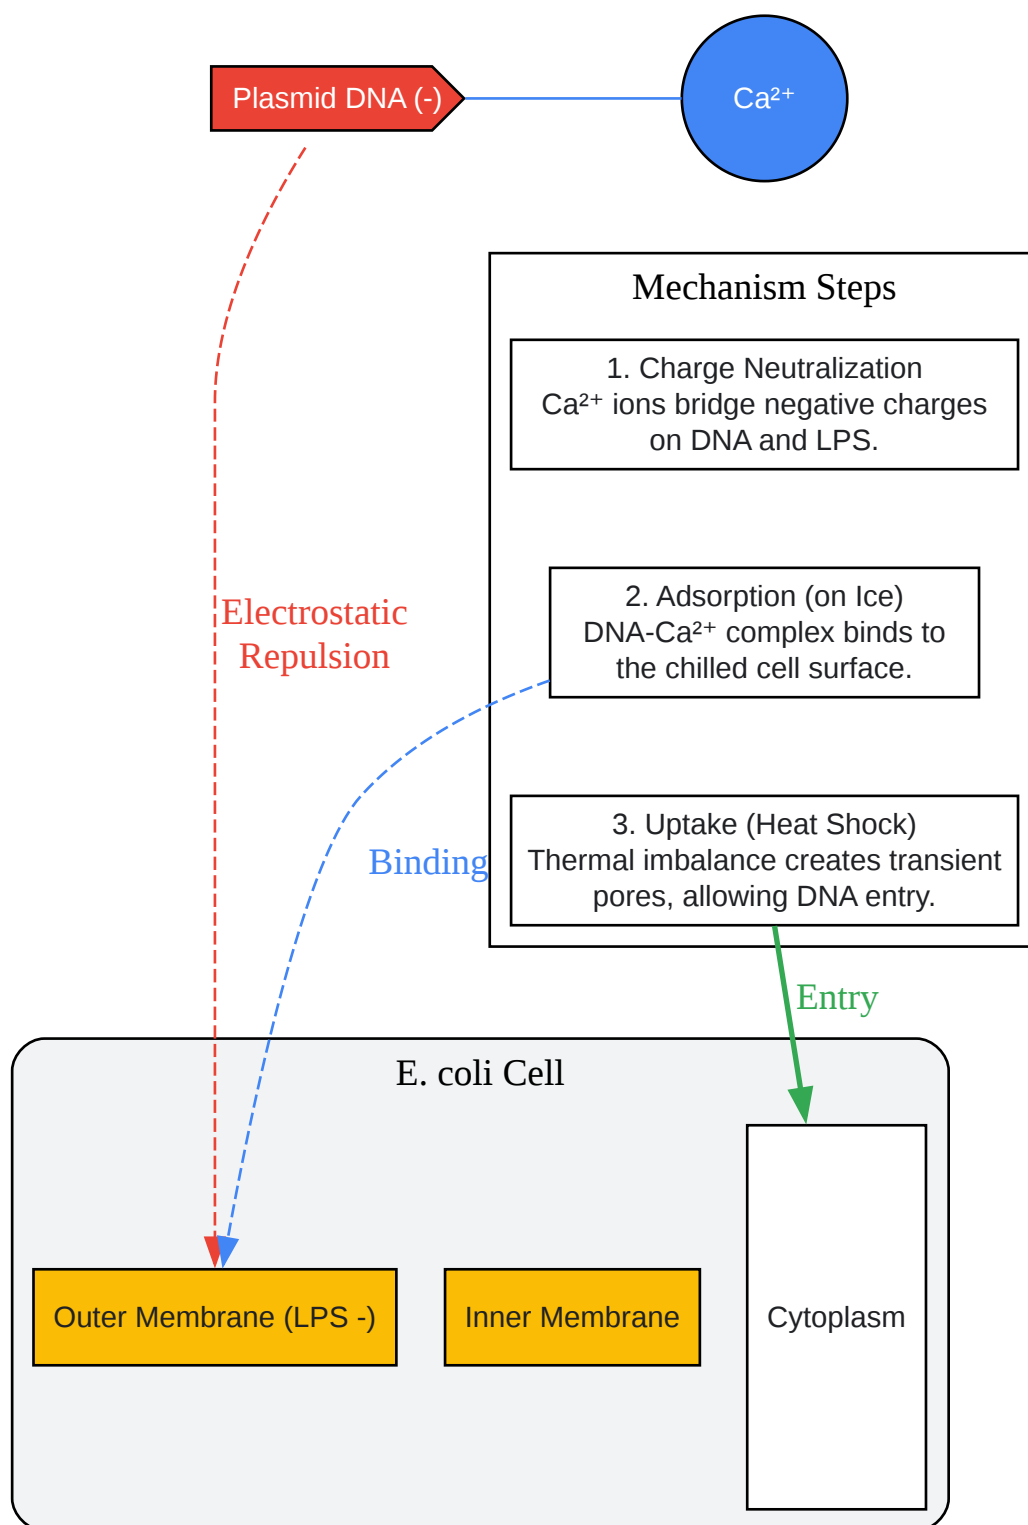 Plasmid DNA (-)
Ca²⁺
Mechanism Steps
1. Charge Neutralization
Ca²⁺ ions bridge negative charges
on DNA and LPS.
2. Adsorption (on Ice)
DNA-Ca²⁺ complex binds to
the chilled cell surface.
Electrostatic
Repulsion
3. Uptake (Heat Shock)
Thermal imbalance creates transient
pores, allowing DNA entry.
Binding
Entry
E. coli Cell
Outer Membrane (LPS -)
Inner Membrane
Cytoplasm